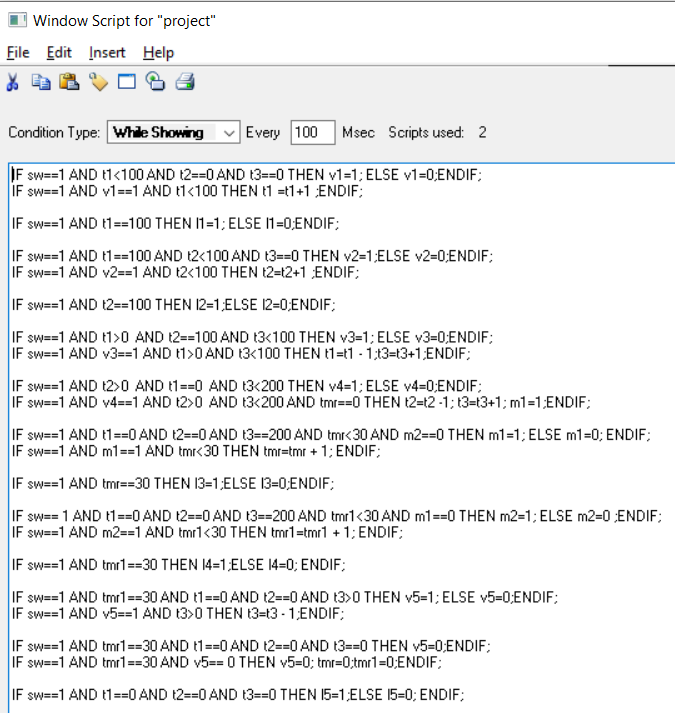 Window Script for "project"
File Edit Insert Help
Condition Type: While Showing Every 100 Msec Scripts used: 2
IF sw==1 AND t1<100 AND t2==0 AND t3==0 THEN v1=1; ELSE v1=0;ENDIF;
IF sw==1 AND v1==1 AND t1<100 THEN t1 =t1+1 ;ENDIF;
IF sw==1 AND t1==100 THEN l1=1; ELSE l1=0;ENDIF;
IF sw==1 AND t1==100 AND t2<100 AND t3==0 THEN v2=1;ELSE v2=0;ENDIF;
IF sw==1 AND v2==1 AND t2<100 THEN t2=t2+1 ;ENDIF;
IF sw==1 AND t2==100 THEN l2=1;ELSE l2=0;ENDIF;
IF sw==1 AND t1>0 AND t2==100 AND t3<100 THEN v3=1; ELSE v3=0;ENDIF;
IF sw==1 AND v3==1 AND t1>0 AND t3<100 THEN t1=t1 - 1;t3=t3+1;ENDIF;
IF sw==1 AND t2>0 AND t1==0 AND t3<200 THEN v4=1; ELSE v4=0;ENDIF;
IF sw==1 AND v4==1 AND t2>0 AND t3<200 AND tmr==0 THEN t2=t2 -1; t3=t3+1; m1=1;ENDIF;
IF sw==1 AND t1==0 AND t2==0 AND t3==200 AND tmr<30 AND m2==0 THEN m1=1; ELSE m1=0; ENDIF;
IF sw==1 AND m1==1 AND tmr<30 THEN tmr=tmr + 1; ENDIF;
IF sw==1 AND tmr==30 THEN l3=1;ELSE l3=0;ENDIF;
IF sw== 1 AND t1==0 AND t2==0 AND t3==200 AND tmr1<30 AND m1==0 THEN m2=1; ELSE m2=0 ;ENDIF;
IF sw==1 AND m2==1 AND tmr1<30 THEN tmr1=tmr1 + 1; ENDIF;
IF sw==1 AND tmr1==30 THEN l4=1;ELSE l4=0; ENDIF;
IF sw==1 AND tmr1==30 AND t1==0 AND t2==0 AND t3>0 THEN v5=1; ELSE v5=0;ENDIF;
IF sw==1 AND v5==1 AND t3>0 THEN t3=t3 - 1;ENDIF;
IF sw==1 AND tmr1==30 AND t1==0 AND t2==0 AND t3==0 THEN v5=0;ENDIF;
IF sw==1 AND tmr1==30 AND v5== 0 THEN v5=0; tmr=0;tmr1=0;ENDIF;
IF sw==1 AND t1==0 AND t2==0 AND t3==0 THEN l5=1;ELSE l5=0; ENDIF;